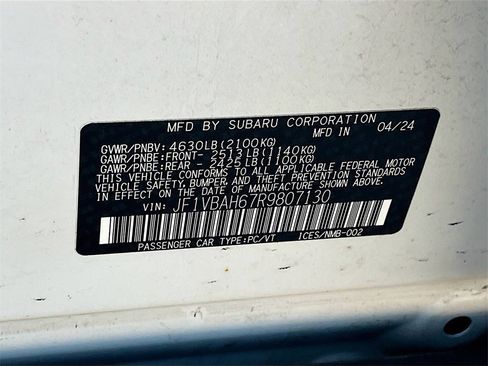 MFD BY SUBARU CORPORATION
MFD IN 04/24
GVWR/PNBV: 4630LB(2100KG)
GAWR/PNBE:FRONT- 2513LB(1140KG)
GAWR/PNBE:REAR - 2425LB(1100KG)
THIS VEHICLE CONFORMS TO ALL APPLICABLE FEDERAL MOTOR
VEHICLE SAFETY, BUMPER, AND THEFT PREVENTION STANDARDS
IN EFFECT ON THE DATE OF MANUFACTURE SHOWN ABOVE.
VIN: JF1VBAH67R9807130
PASSENGER CAR TYPE:PC/VT ICES/NMB-002